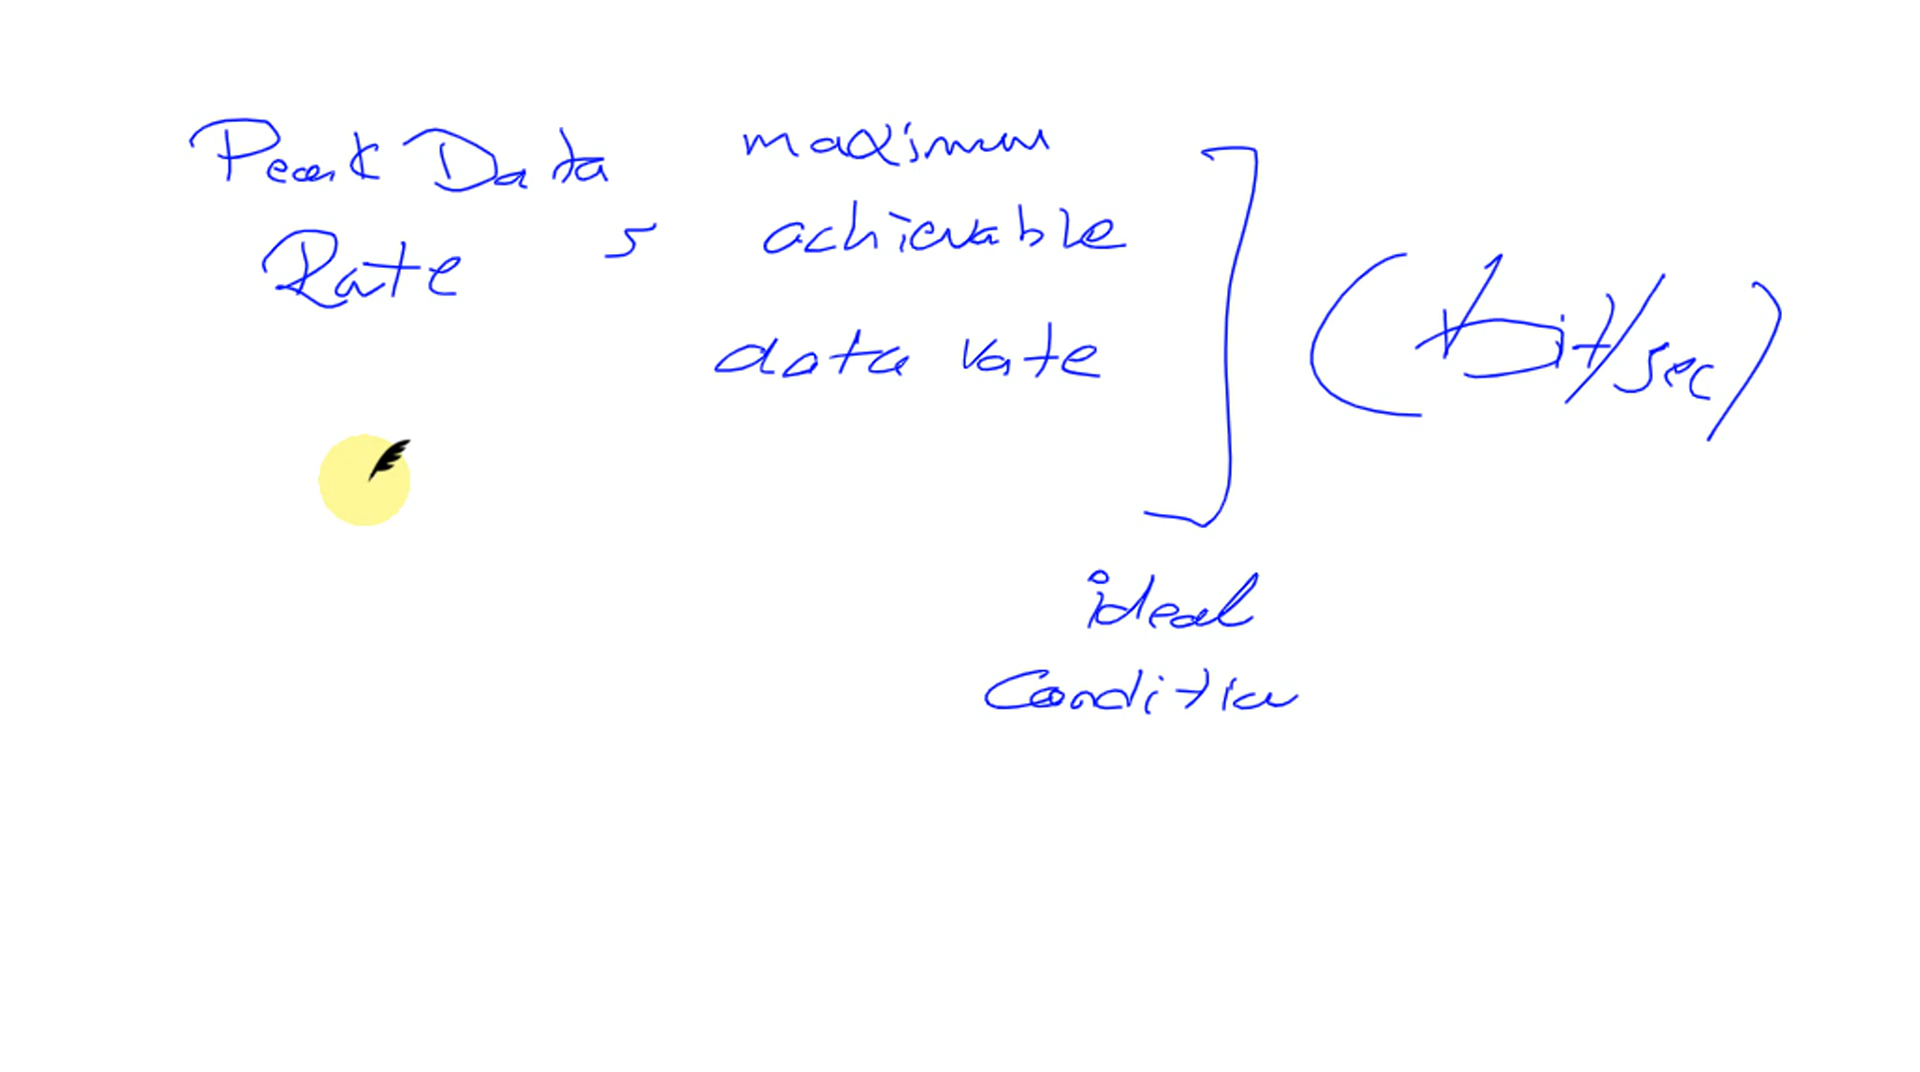 Peak Data
Rate
maximum
achievable
data rate
(bit/sec)
ideal
Condition